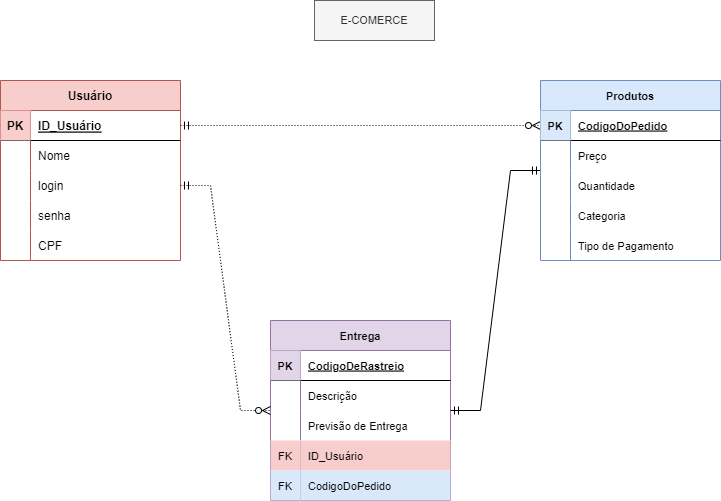 E-COMERCE
Usuário
PK ID_Usuário
Nome
login
senha
CPF
Produtos
PK CodigoDoPedido
Preço
Quantidade
Categoria
Tipo de Pagamento
Entrega
PK CodigoDeRastreio
Descrição
Previsão de Entrega
FK ID_Usuário
FK CodigoDoPedido